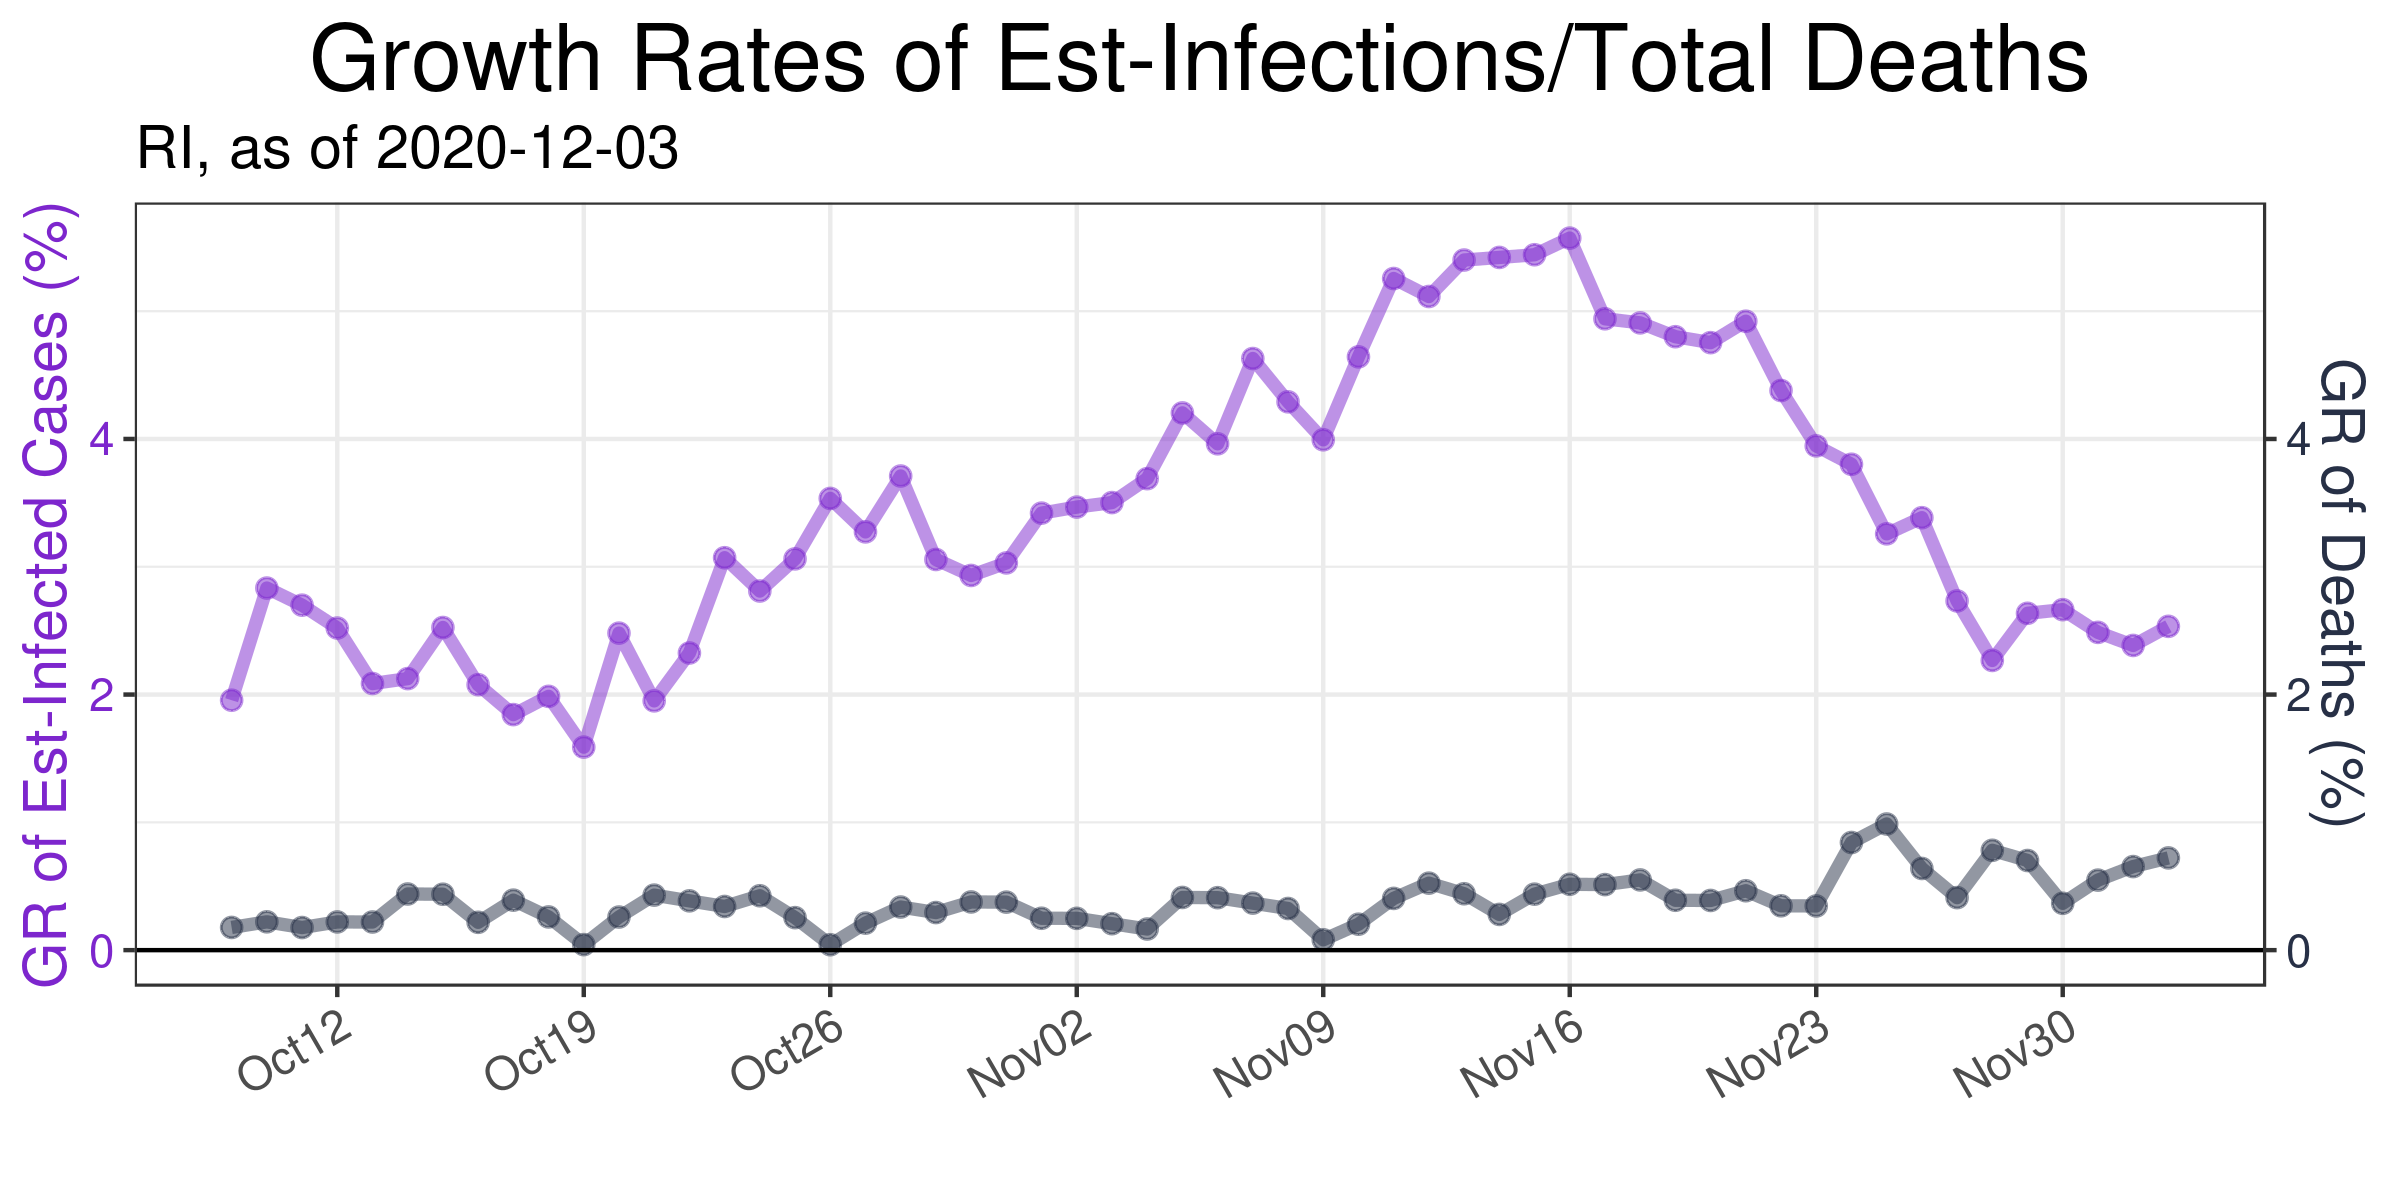 Growth Rates of Est-Infections/Total Deaths
RI, as of 2020-12-03
GR of Est-Infected Cases (%)
4
2
0
GR of Deaths (%)
4
2
0
Oct12
Oct19
Oct26
Nov02
Nov09
Nov16
Nov23
Nov30